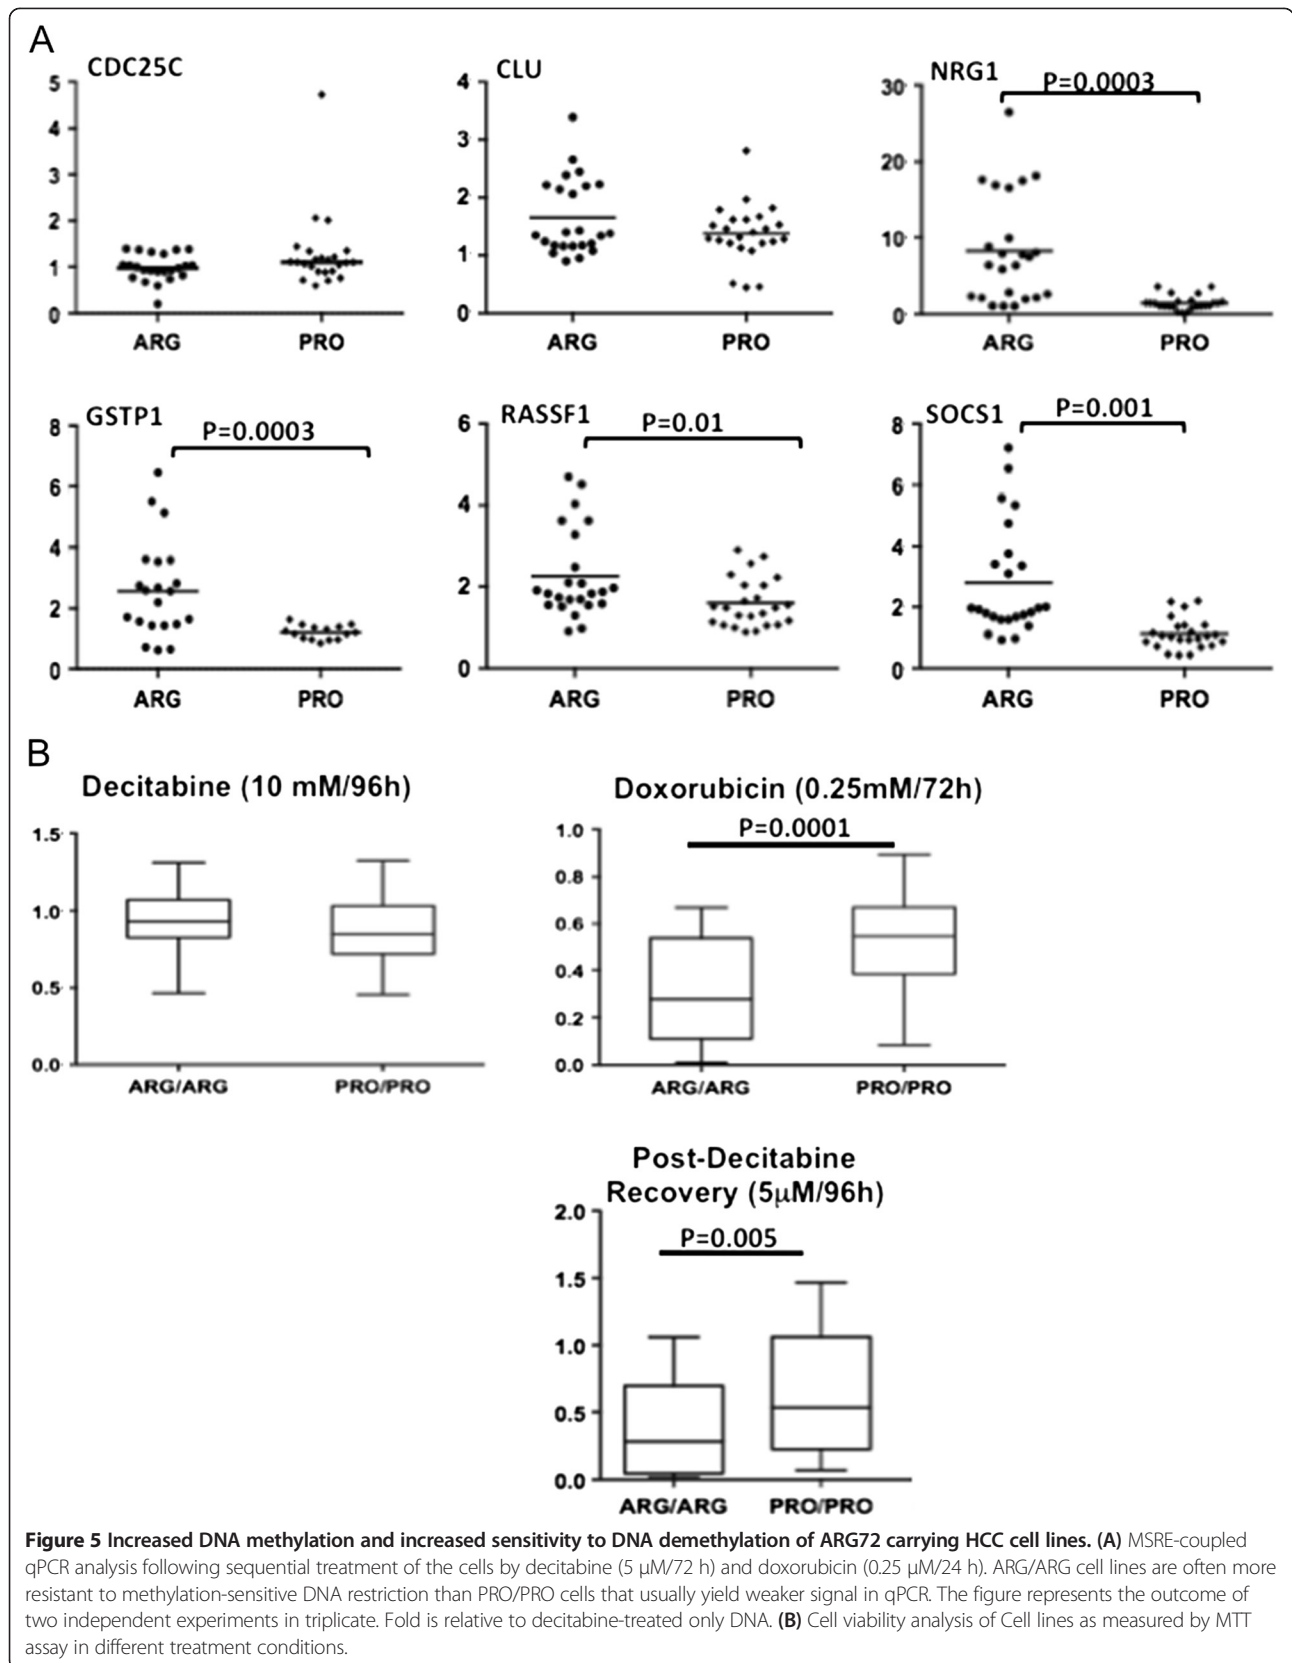 A
CDC25C
5
4
3
2
1
0
ARG PRO
CLU
4
3
2
1
0
ARG PRO
NRG1
P=0.0003
30
20
10
0
ARG PRO
GSTP1
P=0.0003
8
6
4
2
0
ARG PRO
RASSF1
P=0.01
6
4
2
0
ARG PRO
SOCS1
P=0.001
8
6
4
2
0
ARG PRO
B
Decitabine (10 mM/96h)
1.5
1.0
0.5
0.0
ARG/ARG PRO/PRO
Doxorubicin (0.25mM/72h)
P=0.0001
1.0
0.8
0.6
0.4
0.2
0.0
ARG/ARG PRO/PRO
Post-Decitabine
Recovery (5μM/96h)
P=0.005
2.0
1.5
1.0
0.5
0.0
ARG/ARG PRO/PRO
Figure 5 Increased DNA methylation and increased sensitivity to DNA demethylation of ARG72 carrying HCC cell lines. (A) MSRE-coupled
qPCR analysis following sequential treatment of the cells by decitabine (5 μM/72 h) and doxorubicin (0.25 μM/24 h). ARG/ARG cell lines are often more
resistant to methylation-sensitive DNA restriction than PRO/PRO cells that usually yield weaker signal in qPCR. The figure represents the outcome of
two independent experiments in triplicate. Fold is relative to decitabine-treated only DNA. (B) Cell viability analysis of Cell lines as measured by MTT
assay in different treatment conditions.